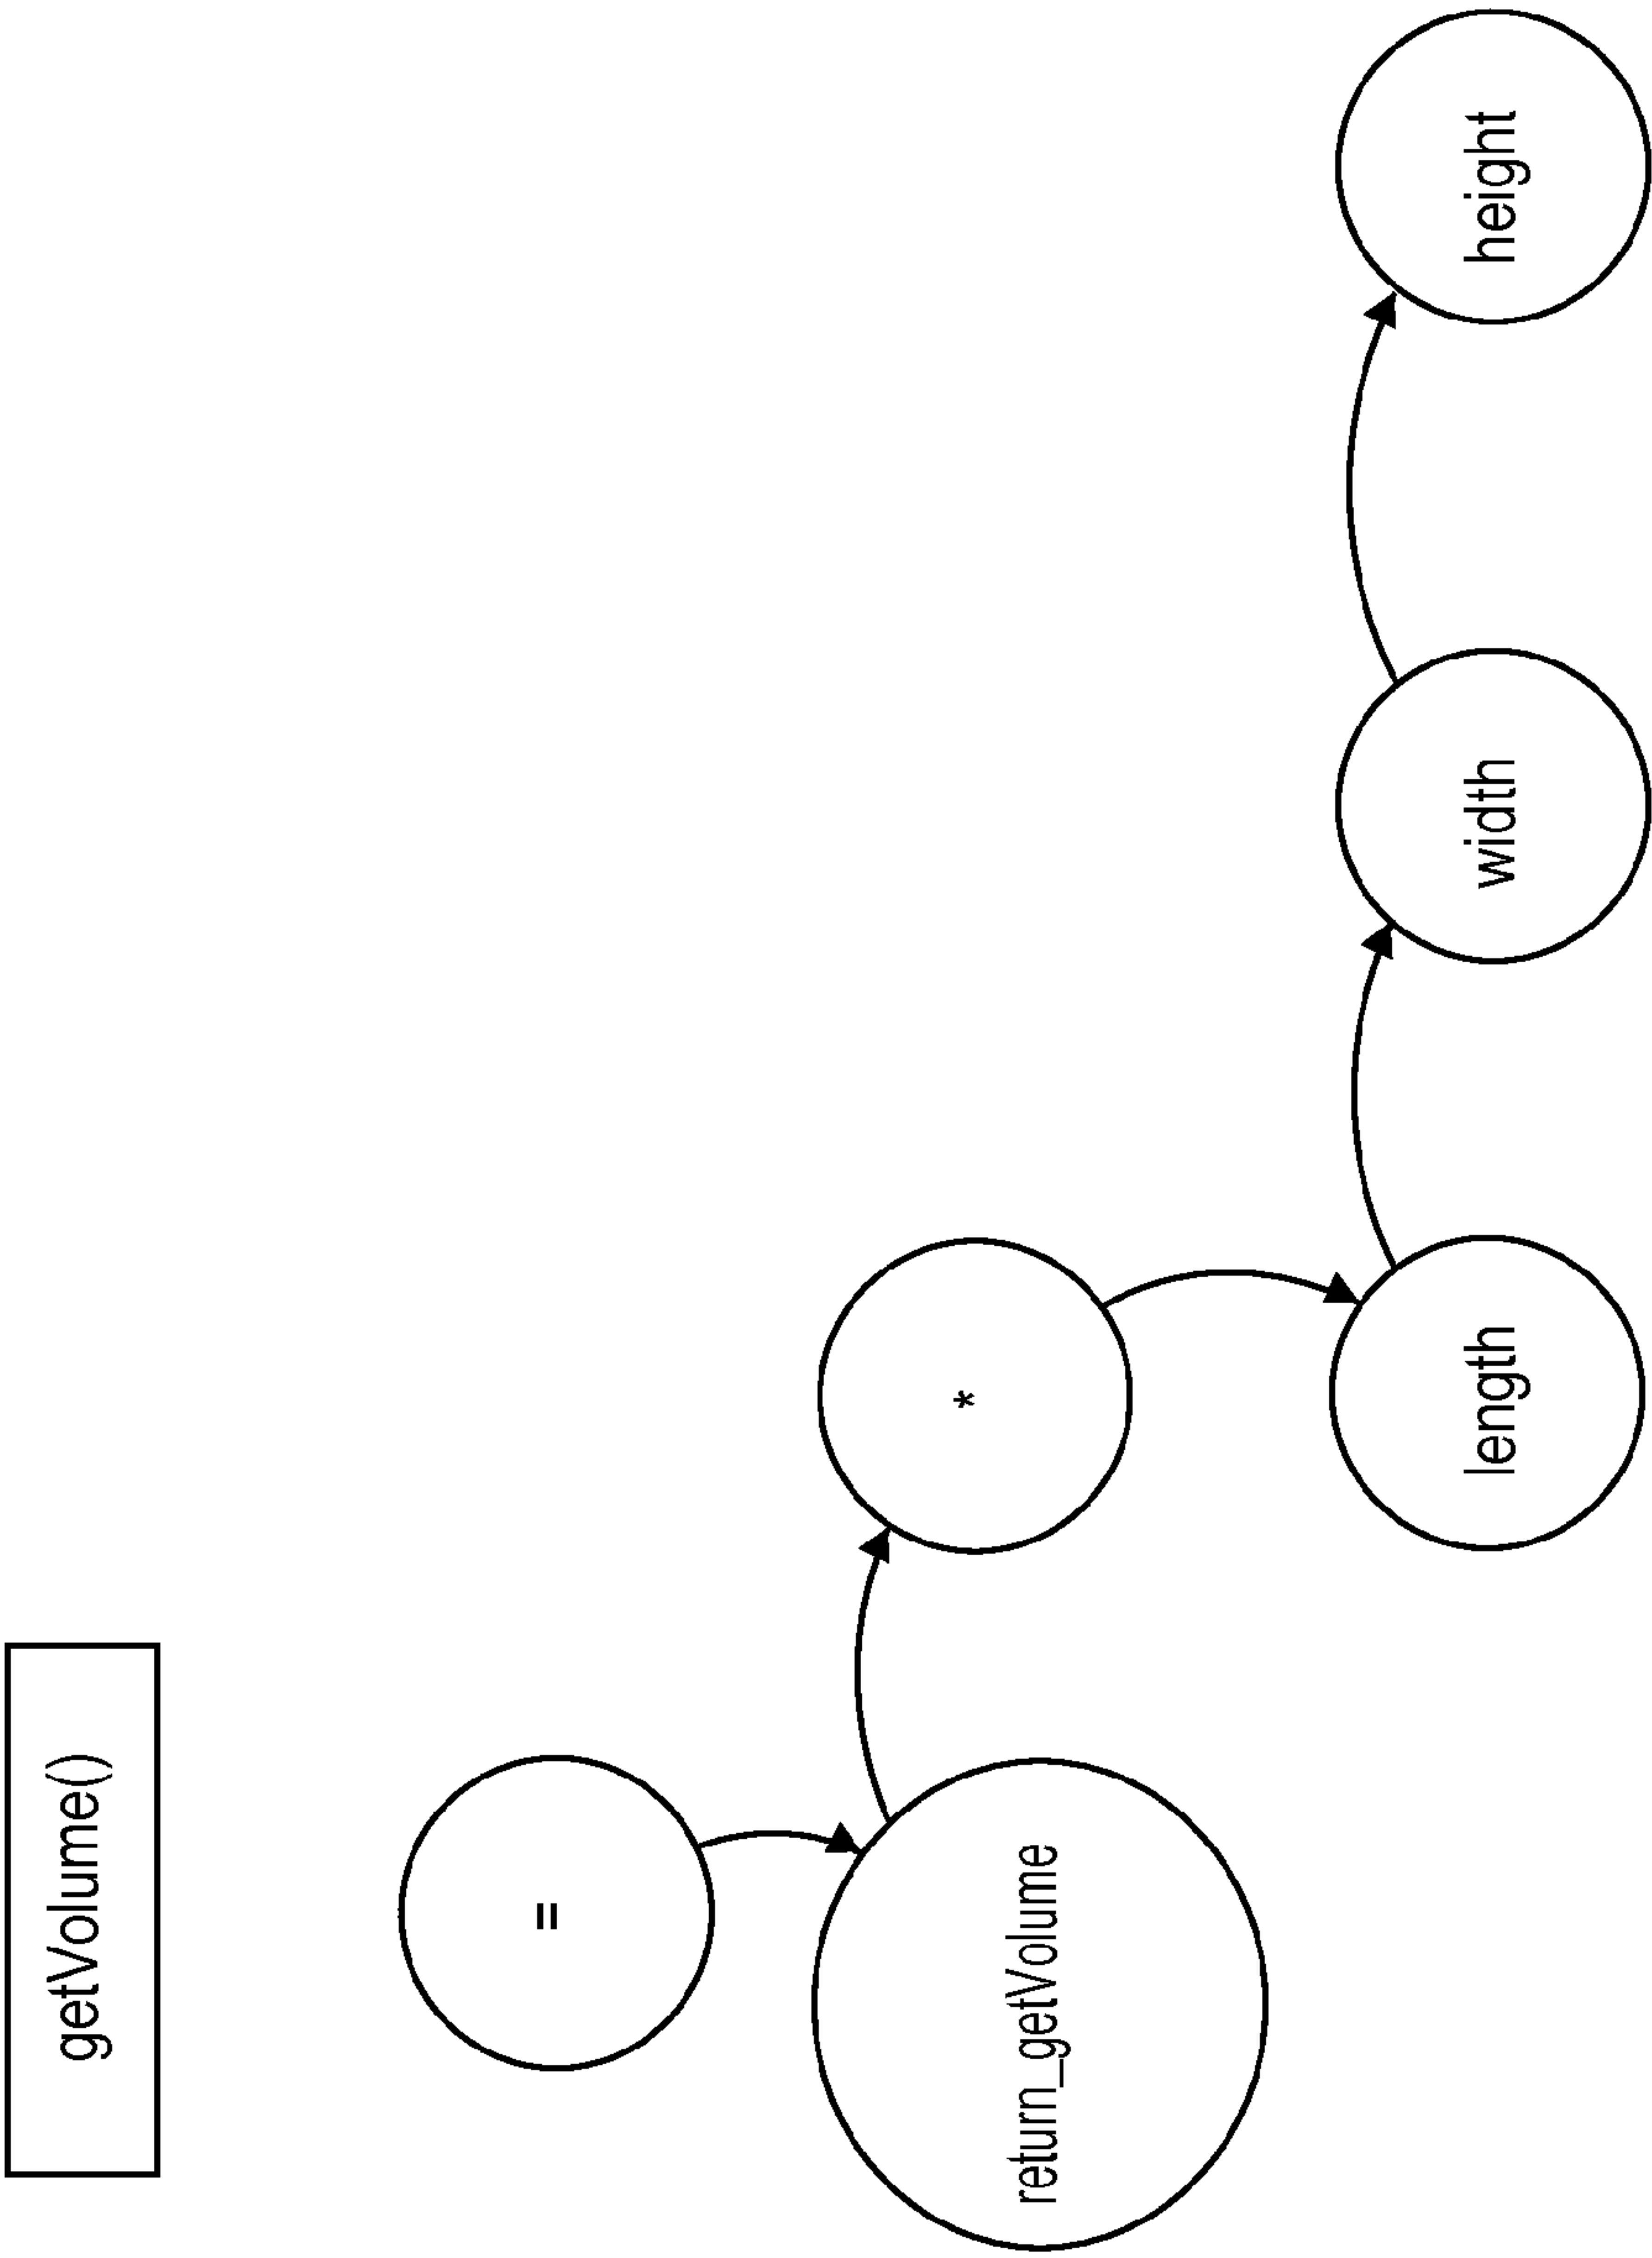 getVolume()
=
return_getVolume
*
length
width
height